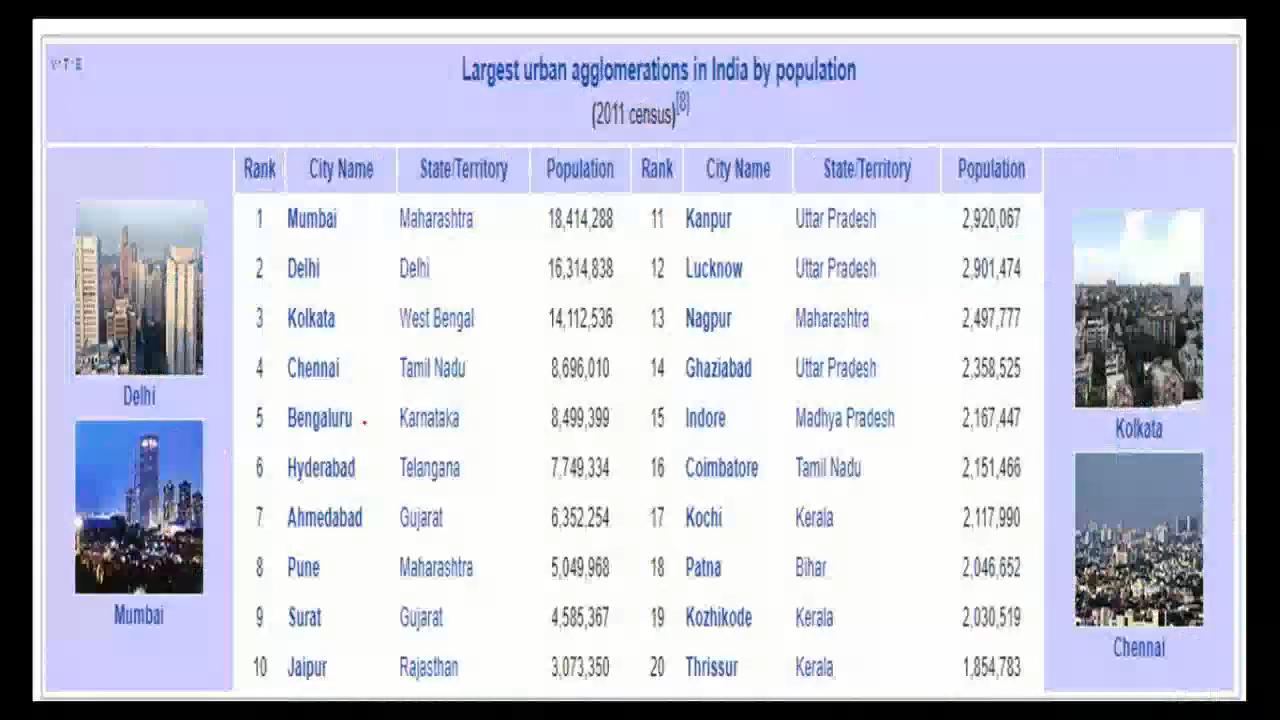 V T E
Largest urban agglomerations in India by population
(2011 census)[8]
Rank City Name State/Territory Population Rank City Name State/Territory Population
1 Mumbai Maharashtra 18,414,288 11 Kanpur Uttar Pradesh 2,920,067
2 Delhi Delhi 16,314,838 12 Lucknow Uttar Pradesh 2,901,474
3 Kolkata West Bengal 14,112,536 13 Nagpur Maharashtra 2,497,777
4 Chennai Tamil Nadu 8,696,010 14 Ghaziabad Uttar Pradesh 2,358,525
5 Bengaluru Karnataka 8,499,399 15 Indore Madhya Pradesh 2,167,447
6 Hyderabad Telangana 7,749,334 16 Coimbatore Tamil Nadu 2,151,466
7 Ahmedabad Gujarat 6,352,254 17 Kochi Kerala 2,117,990
8 Pune Maharashtra 5,049,968 18 Patna Bihar 2,046,652
9 Surat Gujarat 4,585,367 19 Kozhikode Kerala 2,030,519
10 Jaipur Rajasthan 3,073,350 20 Thrissur Kerala 1,854,783
Delhi
Mumbai
Kolkata
Chennai